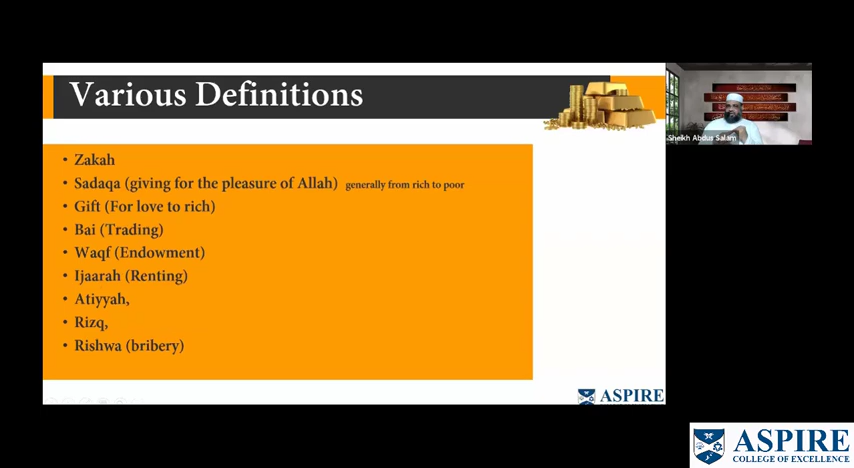 Various Definitions
• Zakah
• Sadaqa (giving for the pleasure of Allah) generally from rich to poor
• Gift (For love to rich)
• Bai (Trading)
• Waqf (Endowment)
• Ijaarah (Renting)
• Atiyyah,
• Rizq,
• Rishwa (bribery)
ASPIRE
Sheikh Abdus Salam
ASPIRE
COLLEGE OF EXCELLENCE